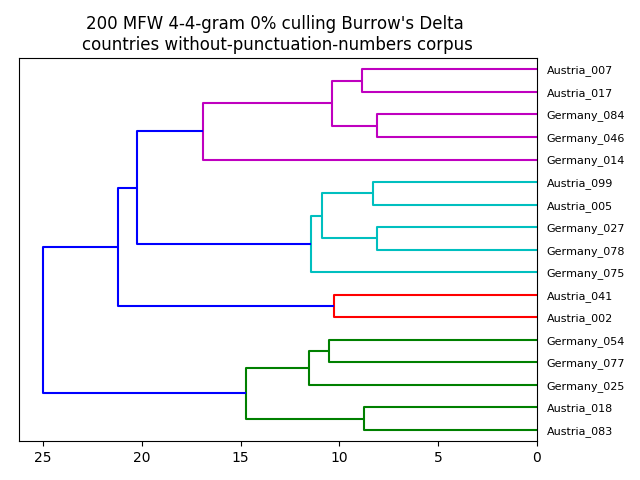 200 MFW 4-4-gram 0% culling Burrow's Delta
countries without-punctuation-numbers corpus
Austria_007
Austria_017
Germany_084
Germany_046
Germany_014
Austria_099
Austria_005
Germany_027
Germany_078
Germany_075
Austria_041
Austria_002
Germany_054
Germany_077
Germany_025
Austria_018
Austria_083
25 20 15 10 5 0